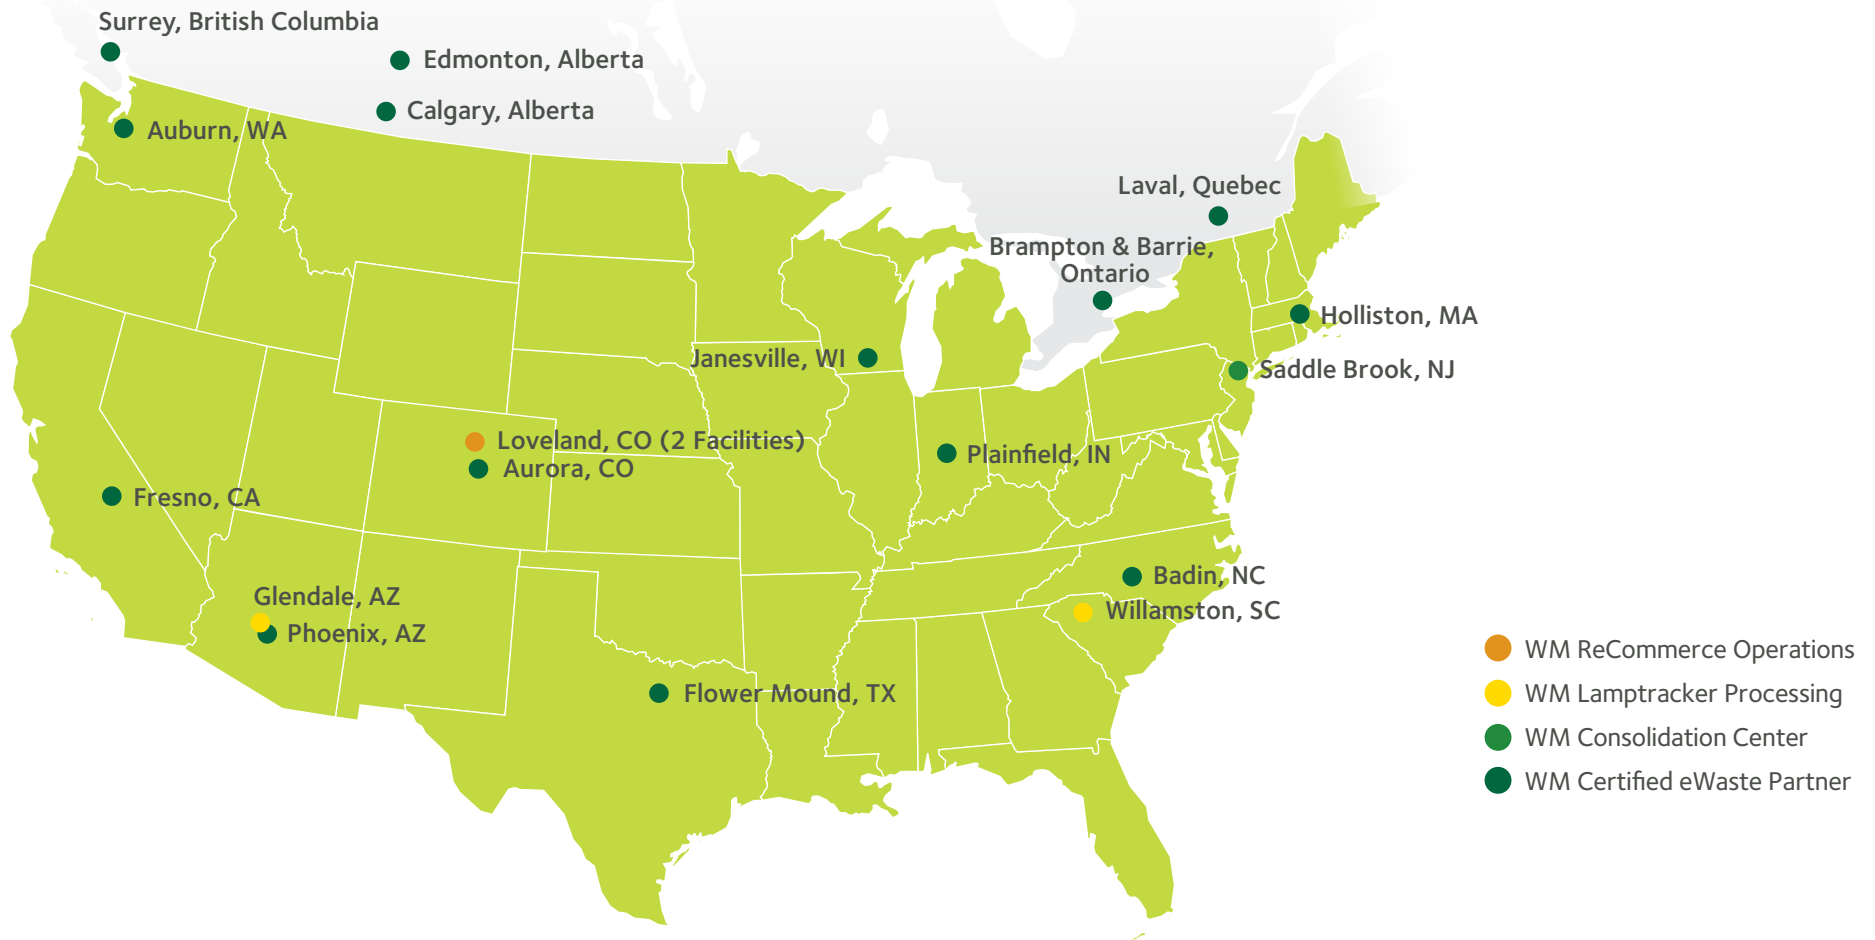 Surrey, British Columbia
Edmonton, Alberta
Calgary, Alberta
Auburn, WA
Laval, Quebec
Brampton & Barrie,
Ontario
Holliston, MA
Janesville, WI
Saddle Brook, NJ
Loveland, CO (2 Facilities)
Aurora, CO
Plainfield, IN
Fresno, CA
Badin, NC
Glendale, AZ
Willamston, SC
Phoenix, AZ
Flower Mound, TX
WM ReCommerce Operations
WM Lamptracker Processing
WM Consolidation Center
WM Certified eWaste Partner